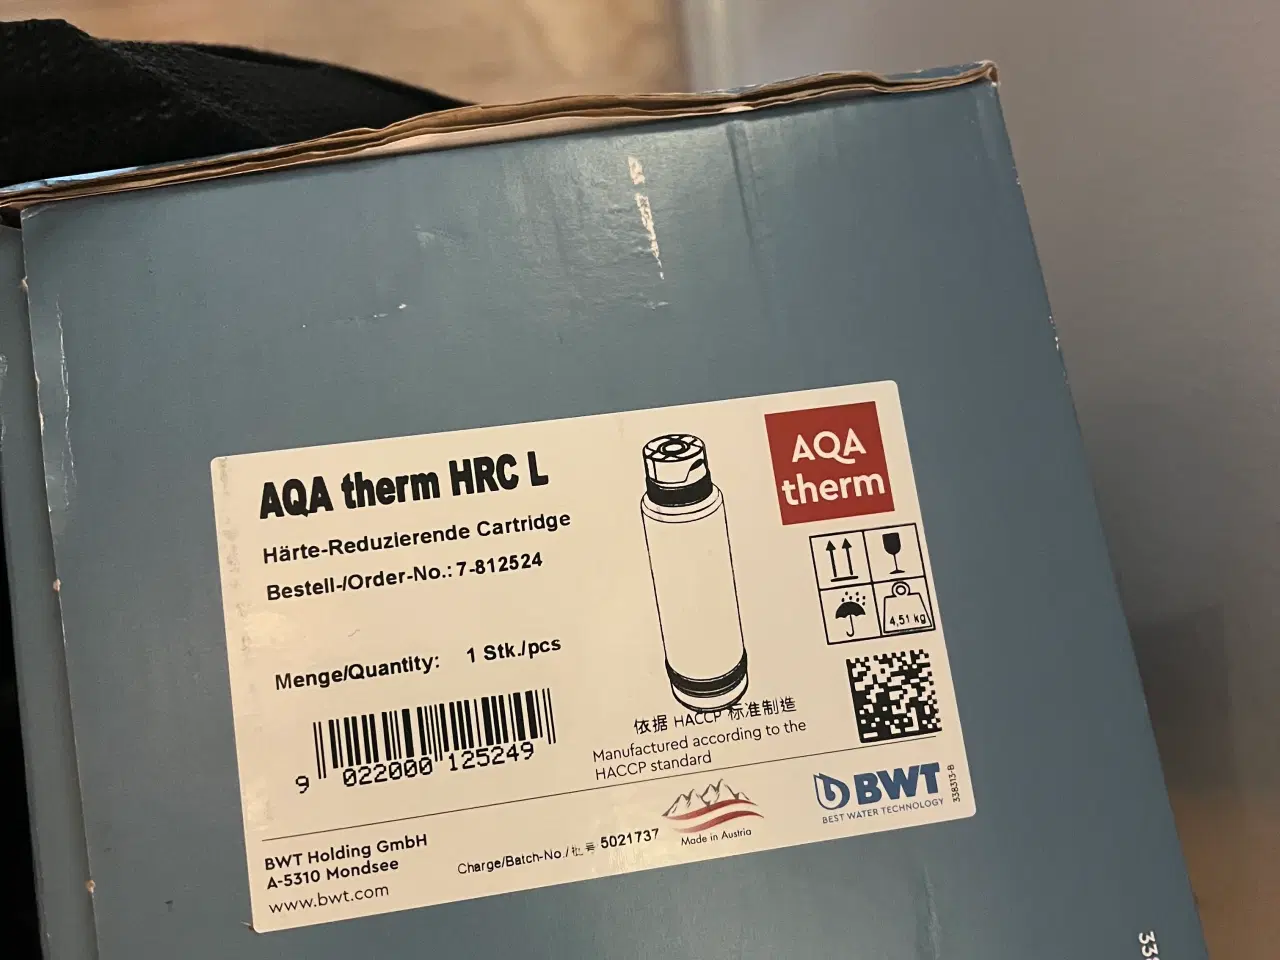 AQA therm HRC L
Härte-Reduzierende Cartridge
Bestell-/Order-No.: 7-812524
Menge/Quantity: 1 Stk./pcs
9 022000 125249
AQA
therm
4,51 kg
依据 HACCP 标准制造
Manufactured according to the
HACCP standard
BWT Holding GmbH
A-5310 Mondsee
www.bwt.com
Charge/Batch-No./批号 5021737
Made in Austria
BWT
BEST WATER TECHNOLOGY
338313-B